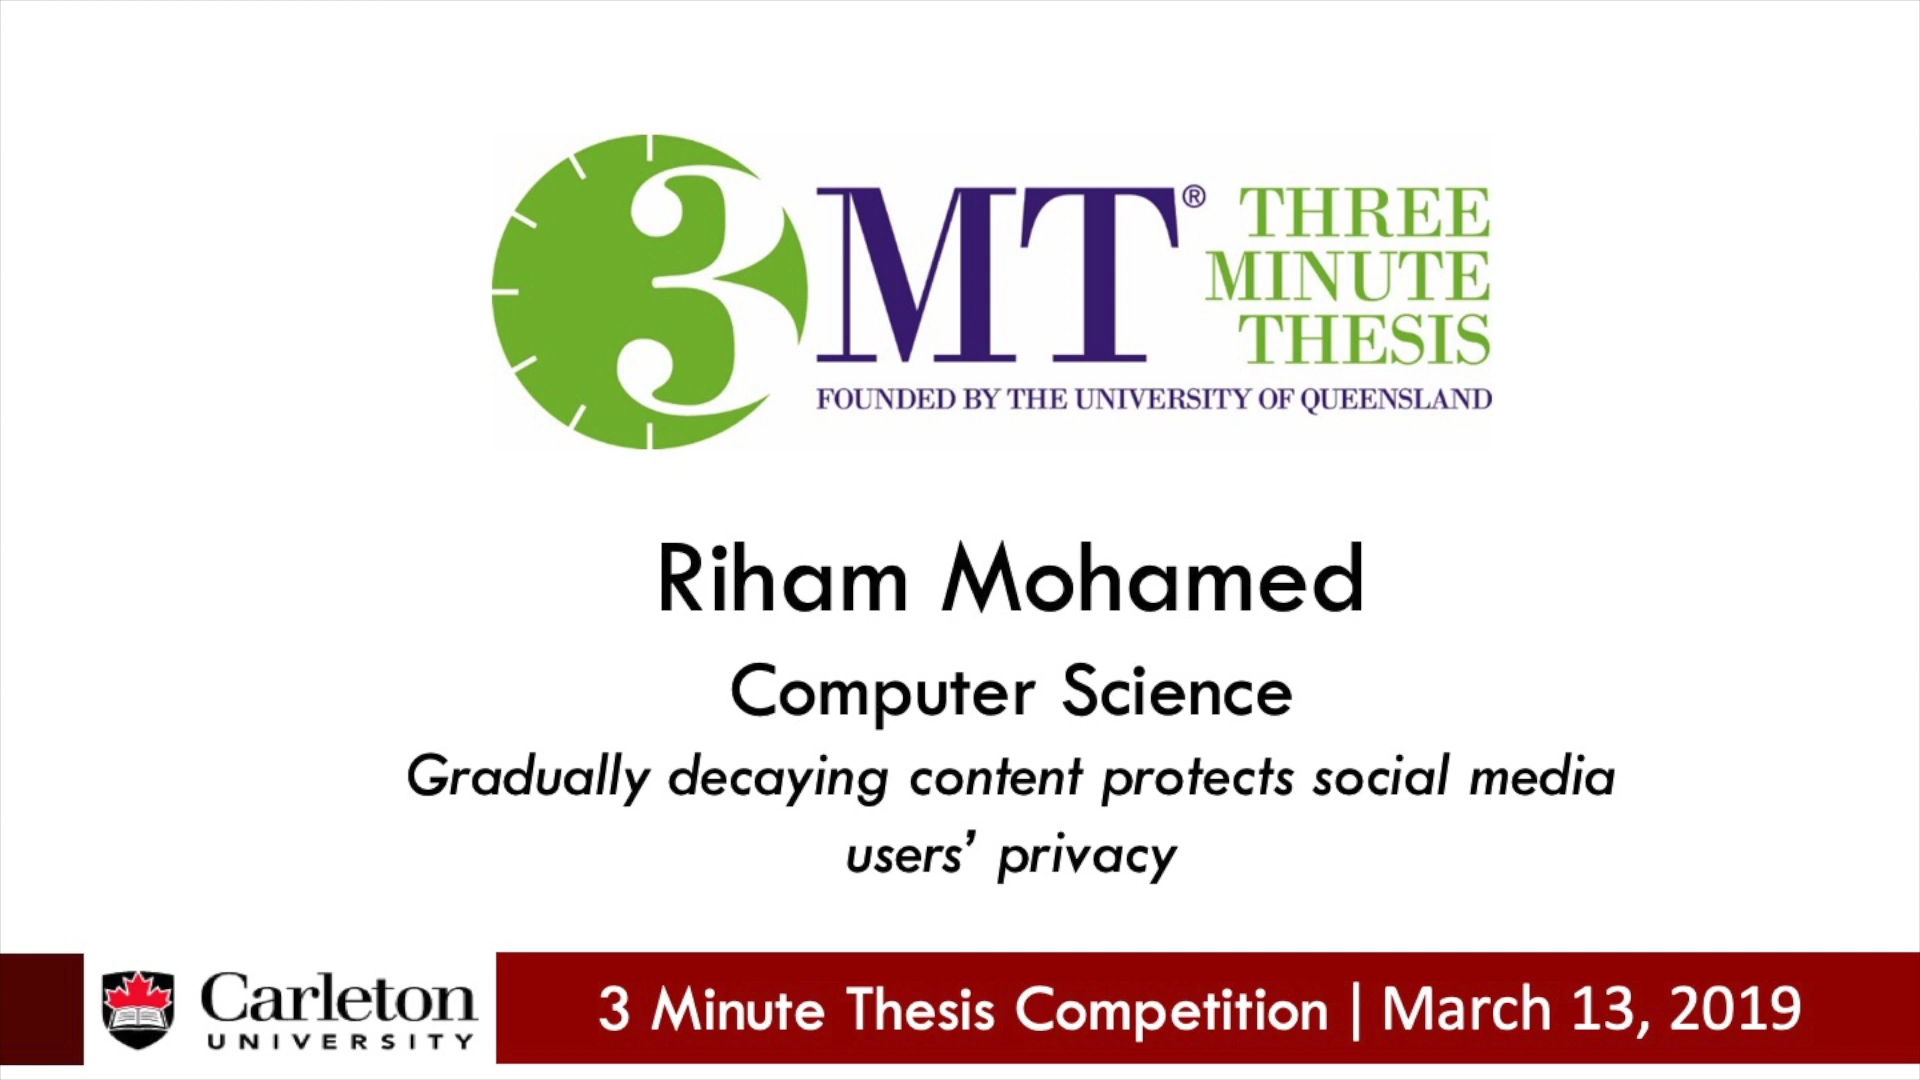 3MT® THREE
MINUTE
THESIS
FOUNDED BY THE UNIVERSITY OF QUEENSLAND
Riham Mohamed
Computer Science
Gradually decaying content protects social media
users’ privacy
Carleton
UNIVERSITY
3 Minute Thesis Competition | March 13, 2019